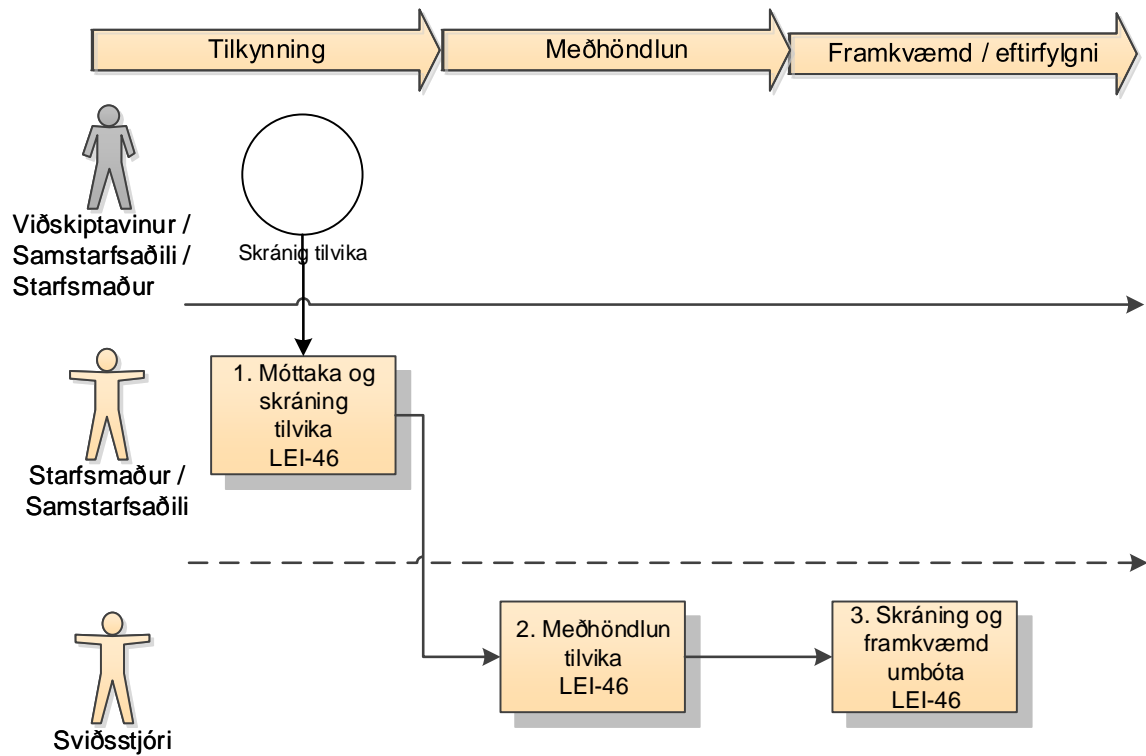 Tilkynning
Meðhöndlun
Framkvæmd / eftirfylgni
Viðskiptavinur /
Samstarfsaðili /
Starfsmaður
Skránig tilvika
Starfsmaður /
Samstarfsaðili
1. Móttaka og
skráning
tilvika
LEI-46
Sviðsstjóri
2. Meðhöndlun
tilvika
LEI-46
3. Skráning og
framkvæmd
umbóta
LEI-46